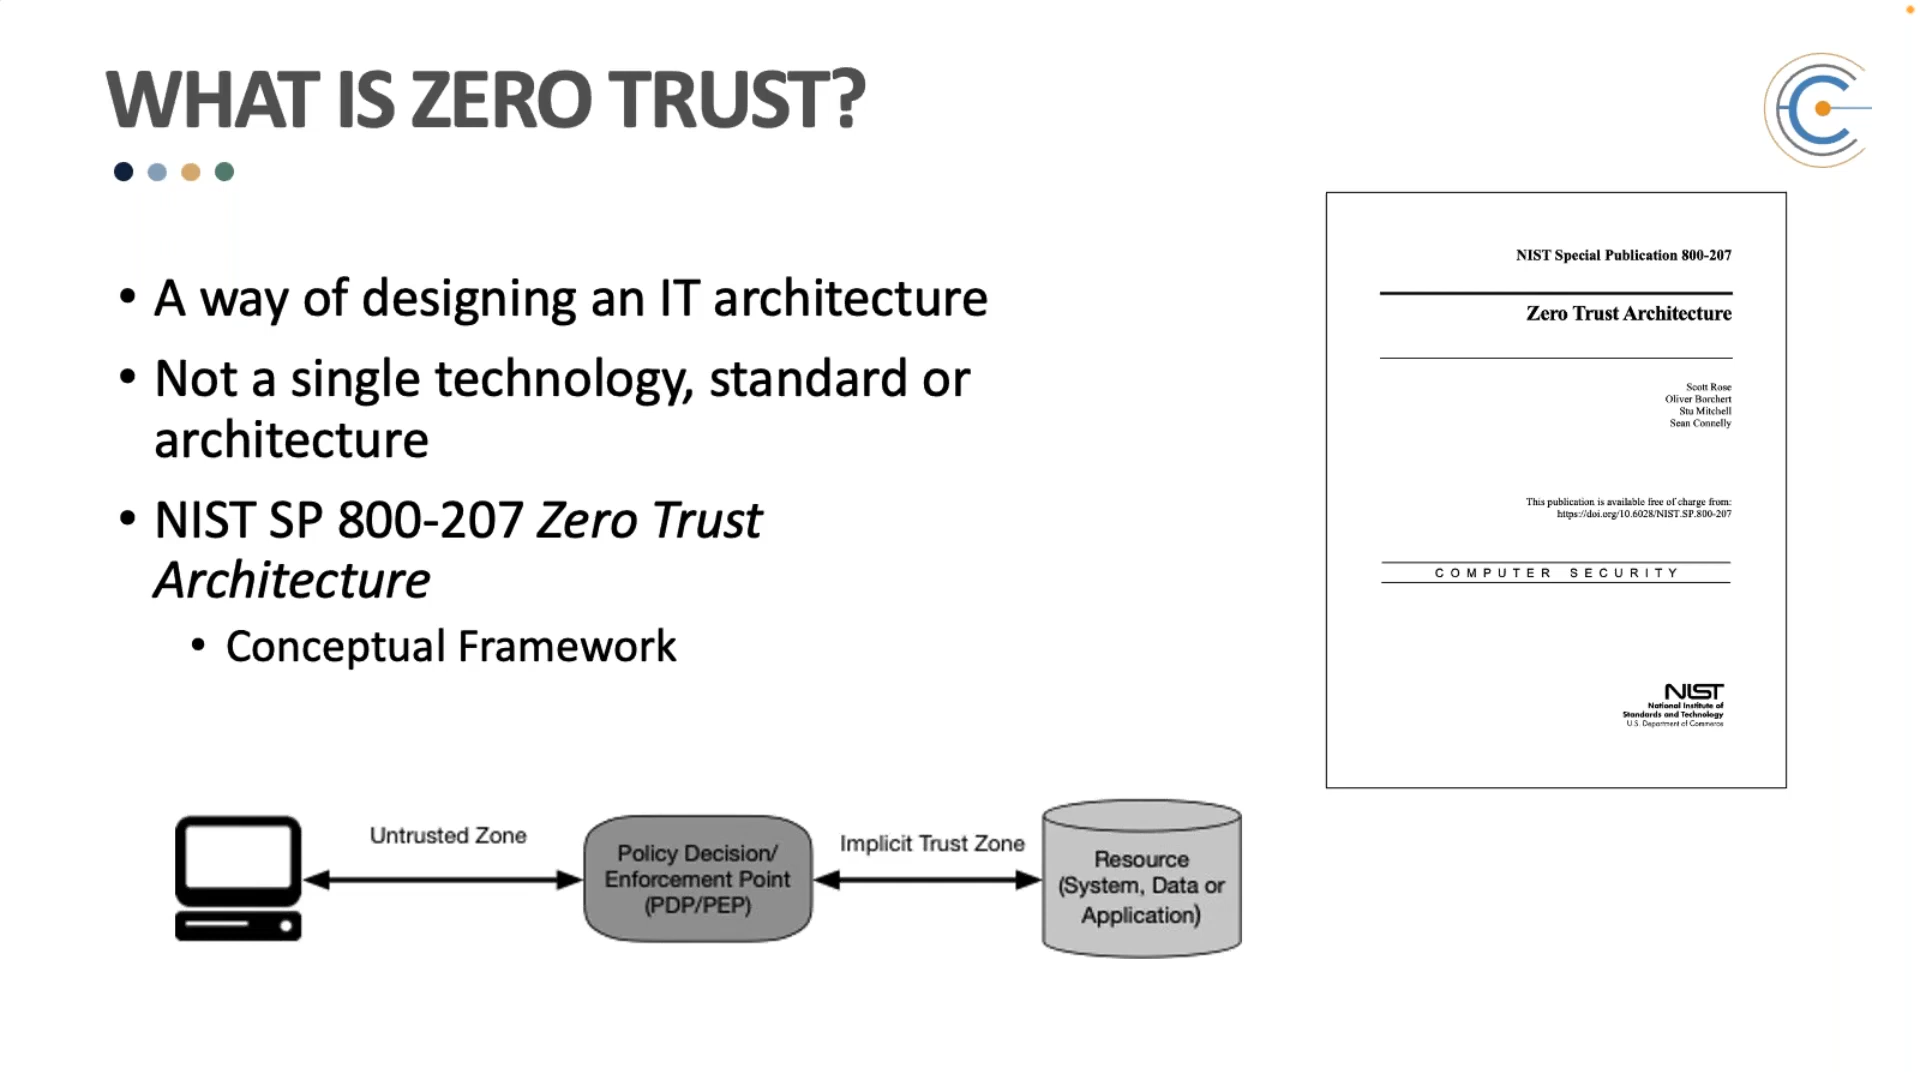 WHAT IS ZERO TRUST?
• A way of designing an IT architecture
• Not a single technology, standard or
architecture
• NIST SP 800-207 Zero Trust
Architecture
• Conceptual Framework
NIST Special Publication 800-207
Zero Trust Architecture
Scott Rose
Oliver Borchert
Stu Mitchell
Sean Connelly
This publication is available free of charge from:
https://doi.org/10.6028/NIST.SP.800-207
COMPUTER SECURITY
NIST
National Institute of
Standards and Technology
U.S. Department of Commerce
Untrusted Zone
Policy Decision/
Enforcement Point
(PDP/PEP)
Implicit Trust Zone
Resource
(System, Data or
Application)